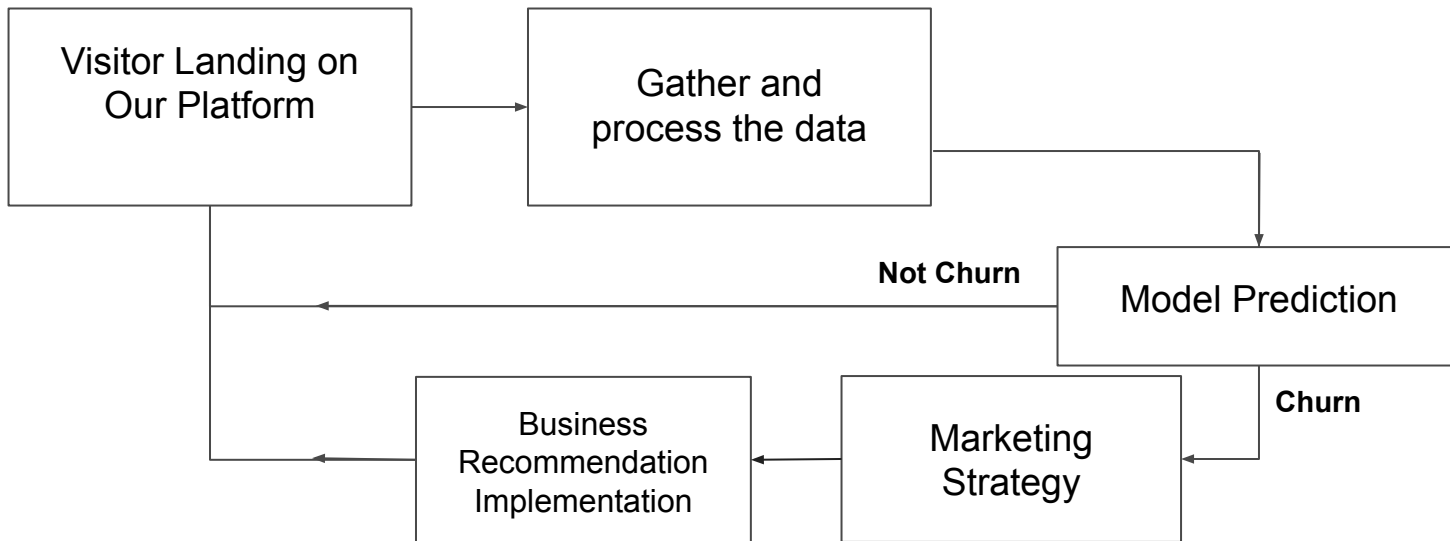 Visitor Landing on
Our Platform
Gather and
process the data
Not Churn
Model Prediction
Churn
Business
Recommendation
Implementation
Marketing
Strategy